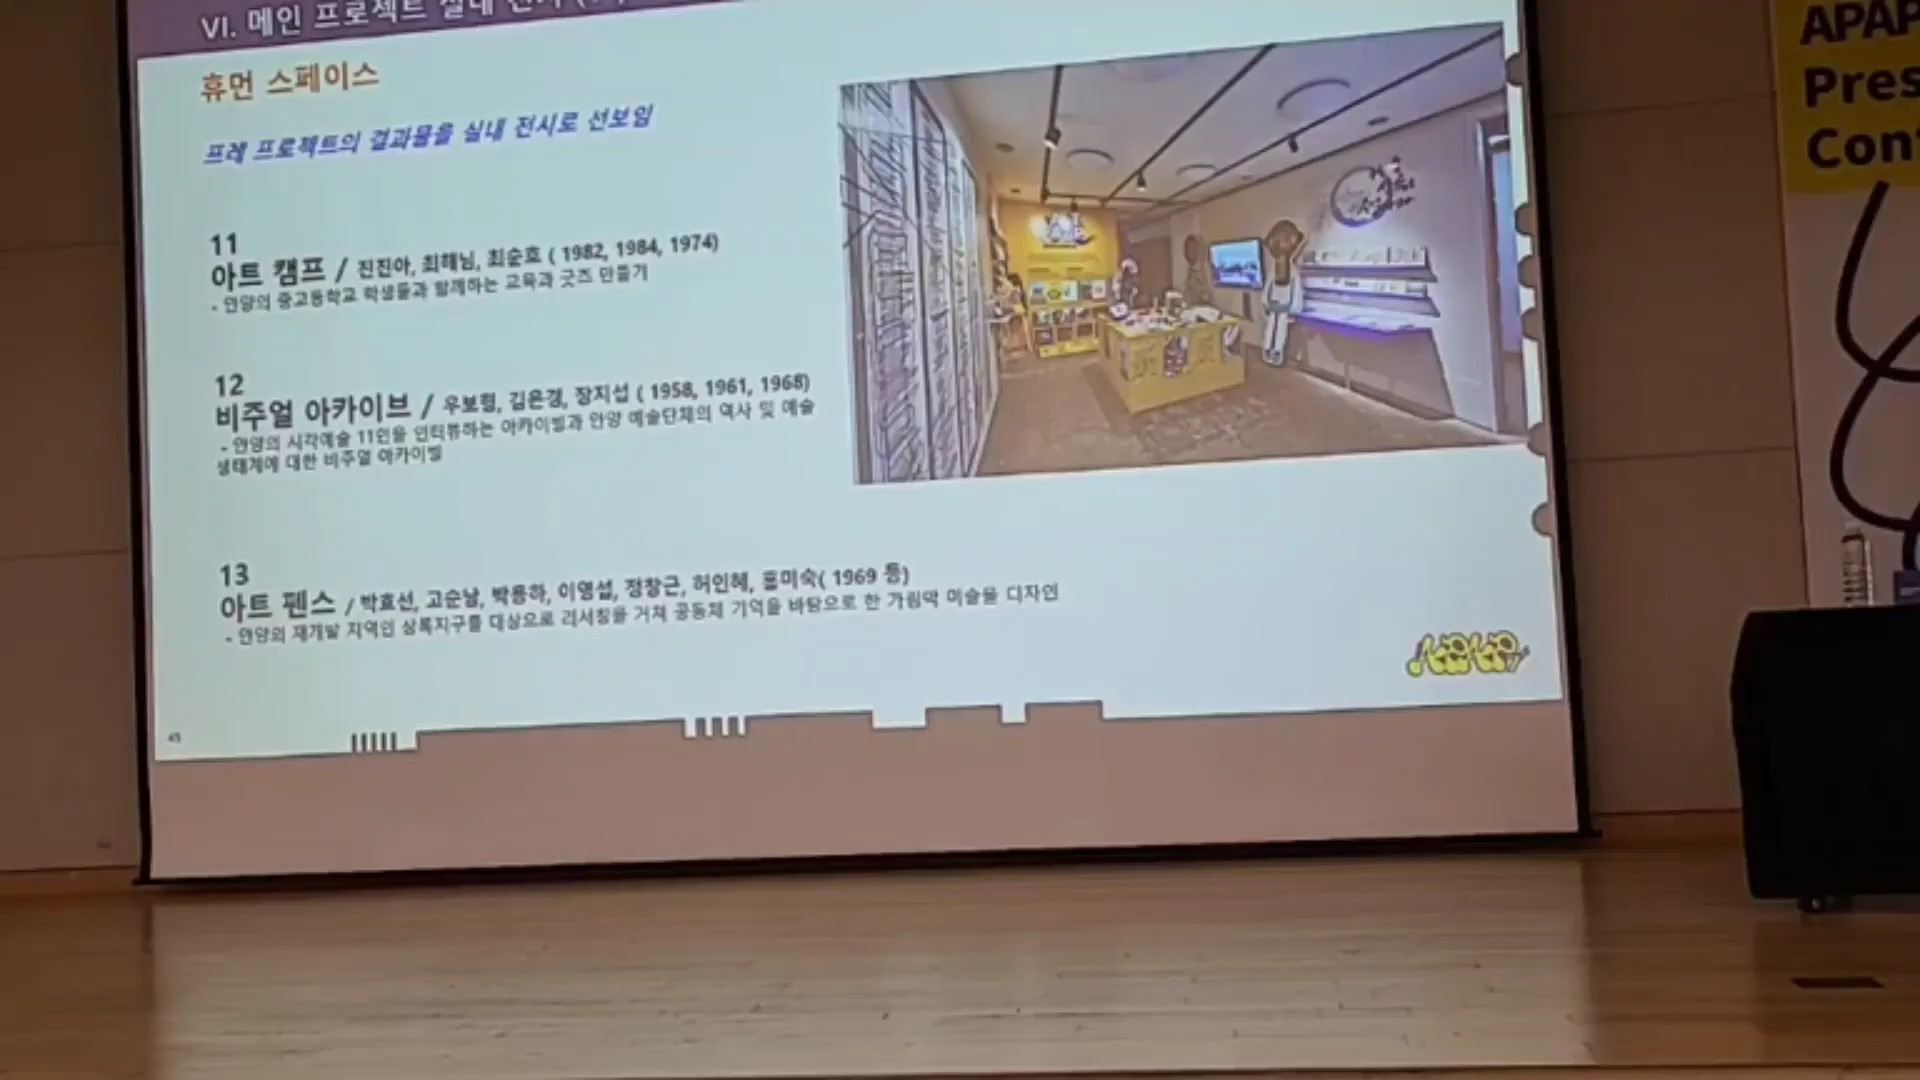 VI. 메인 프로젝트 실내 전시
휴먼 스페이스
프레 프로젝트의 결과물을 실내 전시로 선보임
11
아트 캠프 / 진진아, 최해님, 최순호 ( 1982, 1984, 1974)
- 안양의 중고등학교 학생들과 함께하는 교육과 굿즈 만들기
12
비주얼 아카이브 / 우보형, 김은경, 장지섭 ( 1958, 1961, 1968)
- 안양의 시각예술 11인을 인터뷰하는 아카이빙과 안양 예술단체의 역사 및 예술
생태계에 대한 비주얼 아카이빙
13
아트 펜스 / 박효선, 고순남, 박용하, 이영섭, 정창근, 허인혜, 홍미숙( 1969 등)
- 안양의 재개발 지역인 상록지구를 대상으로 리서칭을 거쳐 공동체 기억을 바탕으로 한 가림막 미술물 디자인
45
APAP
Pres
Con